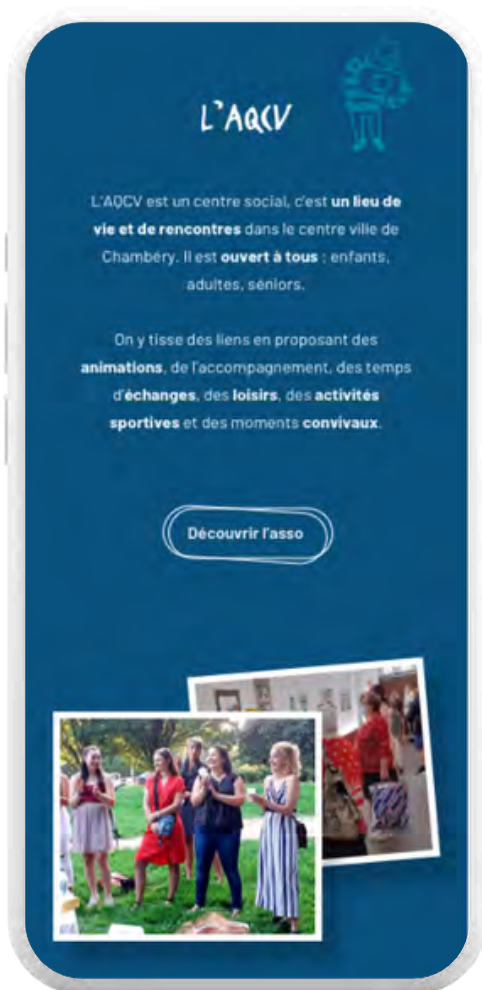 L'AQCV
L'AQCV est un centre social, c'est un lieu de
vie et de rencontres dans le centre ville de
Chambéry. Il est ouvert à tous : enfants,
adultes, séniors.
On y tisse des liens en proposant des
animations, de l'accompagnement, des temps
d'échanges, des loisirs, des activités
sportives et des moments convivaux.
Découvrir l'asso